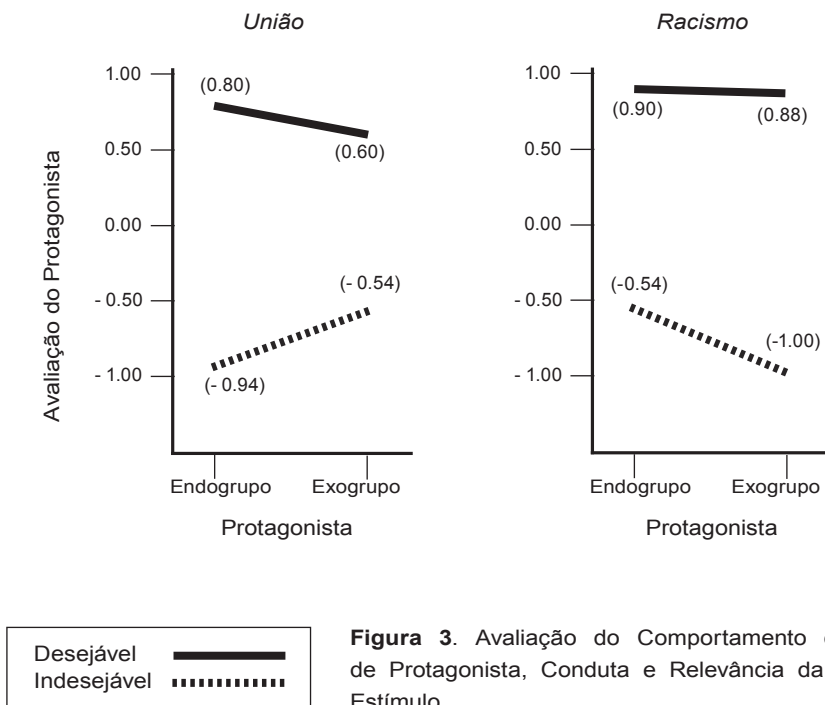 União
1.00
(0.80)
0.50
(0.60)
0.00
(- 0.54)
- 0.50
- 1.00
(- 0.94)
Avaliação do Protagonista
Endogrupo Exogrupo
Protagonista
Racismo
1.00
(0.90)
(0.88)
0.50
0.00
(-0.54)
- 0.50
(-1.00)
- 1.00
Endogrupo Exogrupo
Protagonista
Desejável
Indesejável
Figura 3. Avaliação do Comportamento
de Protagonista, Conduta e Relevância da
Estímulo